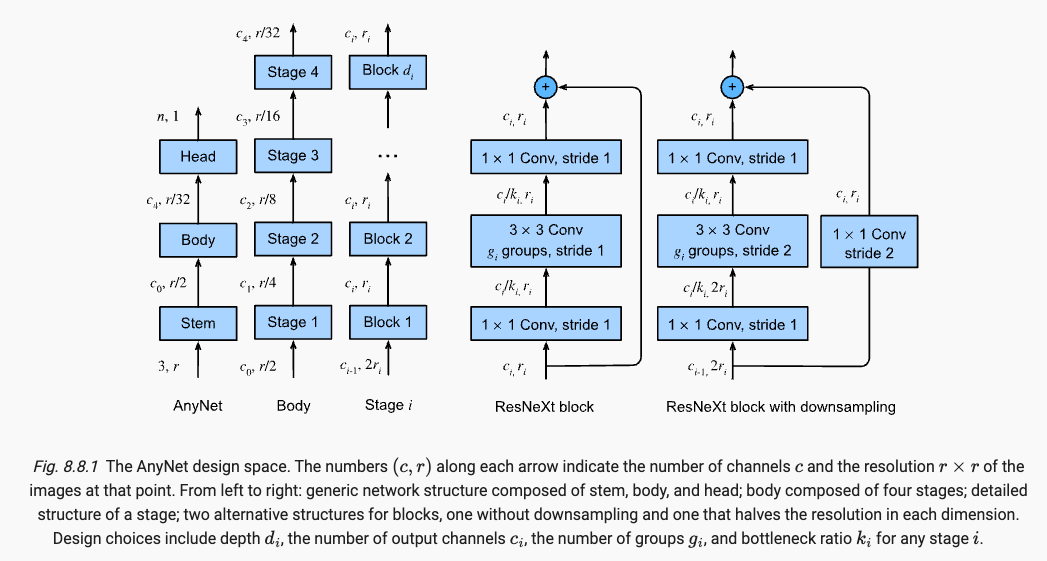 AnyNet
n, 1
Head
c₄, r/32
Body
c₀, r/2
Stem
3, r
AnyNet
c₄, r/32
Stage 4
c₃, r/16
Stage 3
c₂, r/8
Stage 2
c₁, r/4
Stage 1
c₀, r/2
Body
cᵢ, rᵢ
Block dᵢ
...
cᵢ, rᵢ
Block 2
cᵢ, rᵢ
Block 1
cᵢ₋₁, 2rᵢ
Stage i
+
cᵢ, rᵢ
1 × 1 Conv, stride 1
cᵢ/kᵢ, rᵢ
3 × 3 Conv
gᵢ groups, stride 1
cᵢ/kᵢ, rᵢ
1 × 1 Conv, stride 1
cᵢ, rᵢ
ResNeXt block
+
cᵢ, rᵢ
1 × 1 Conv, stride 1
cᵢ/kᵢ, rᵢ
3 × 3 Conv
gᵢ groups, stride 2
cᵢ/kᵢ, 2rᵢ
1 × 1 Conv, stride 1
cᵢ₋₁, 2rᵢ
cᵢ, rᵢ
1 × 1 Conv
stride 2
ResNeXt block with downsampling
Fig. 8.8.1 The AnyNet design space. The numbers (c, r) along each arrow indicate the number of channels c and the resolution r × r of the
images at that point. From left to right: generic network structure composed of stem, body, and head; body composed of four stages; detailed
structure of a stage; two alternative structures for blocks, one without downsampling and one that halves the resolution in each dimension.
Design choices include depth dᵢ, the number of output channels cᵢ, the number of groups gᵢ, and bottleneck ratio kᵢ for any stage i.